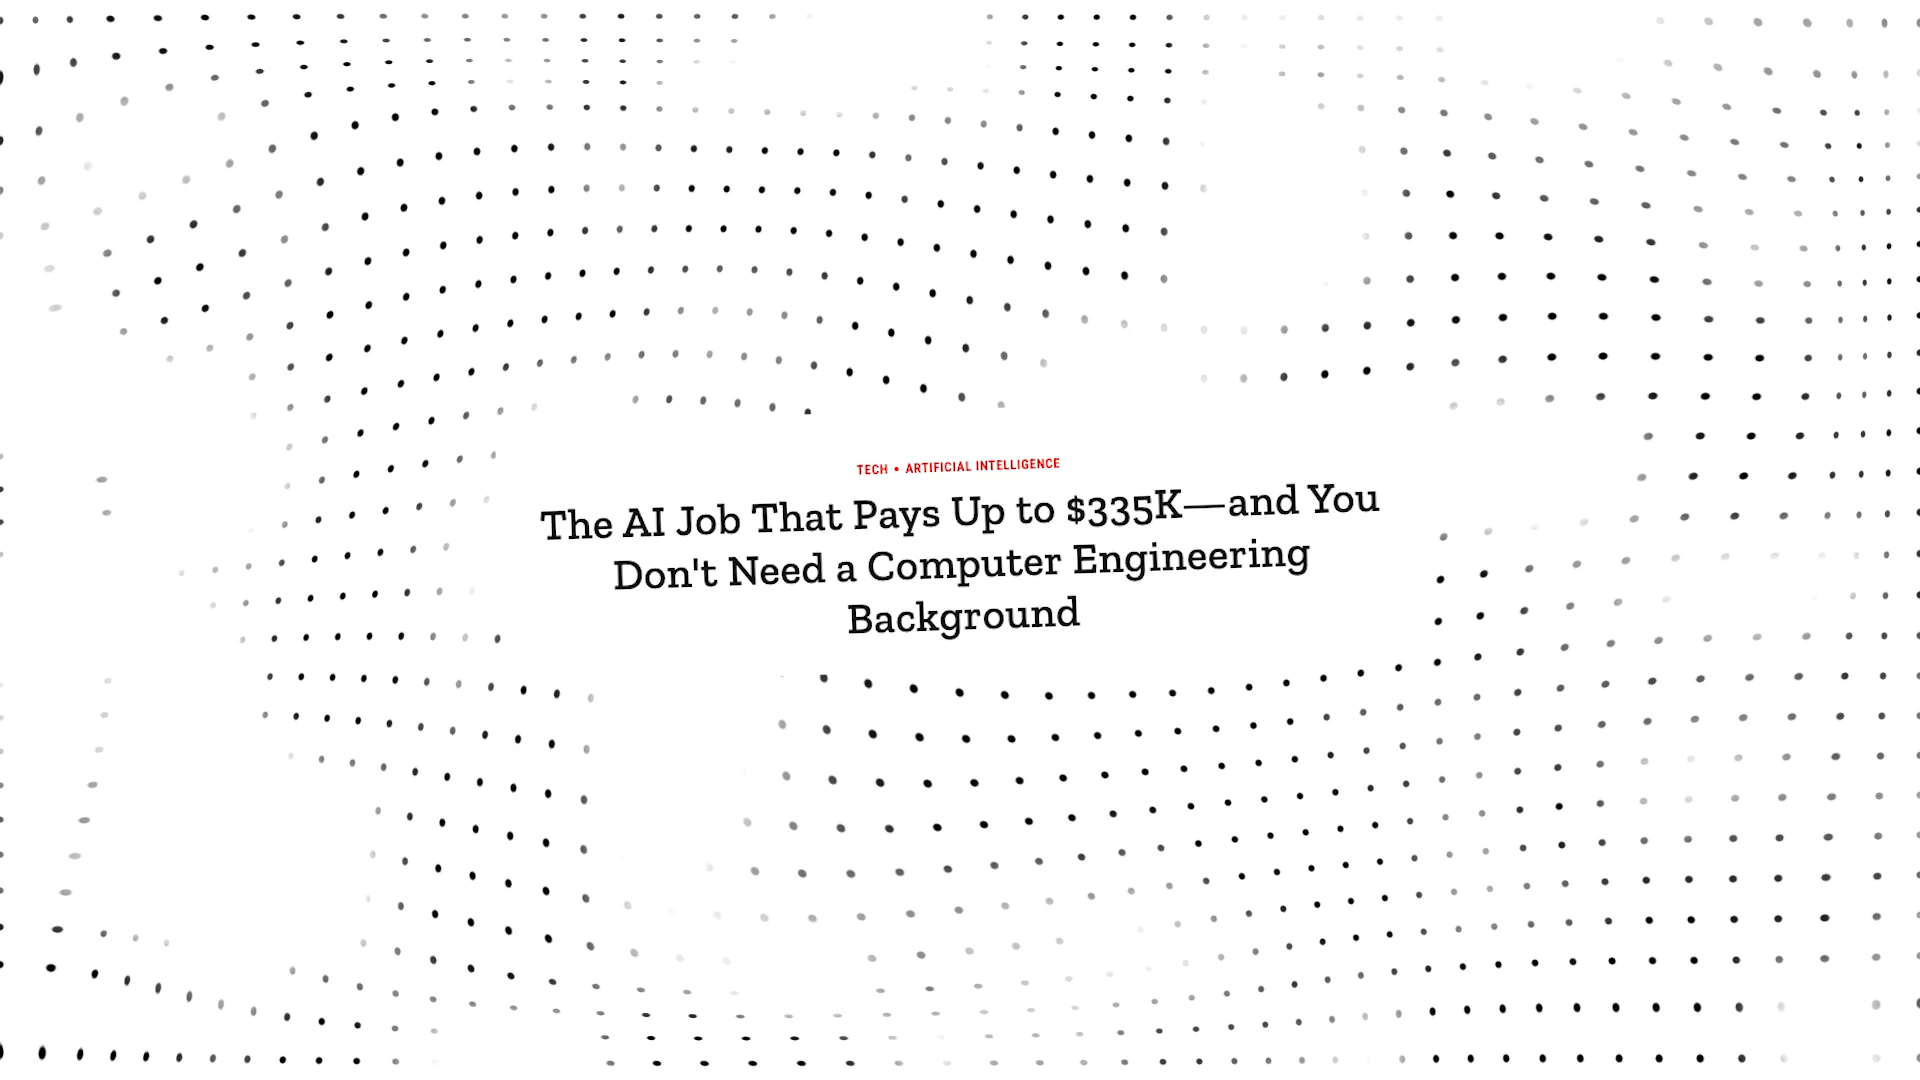 TECH • ARTIFICIAL INTELLIGENCE
The AI Job That Pays Up to $335K—and You
Don't Need a Computer Engineering
Background